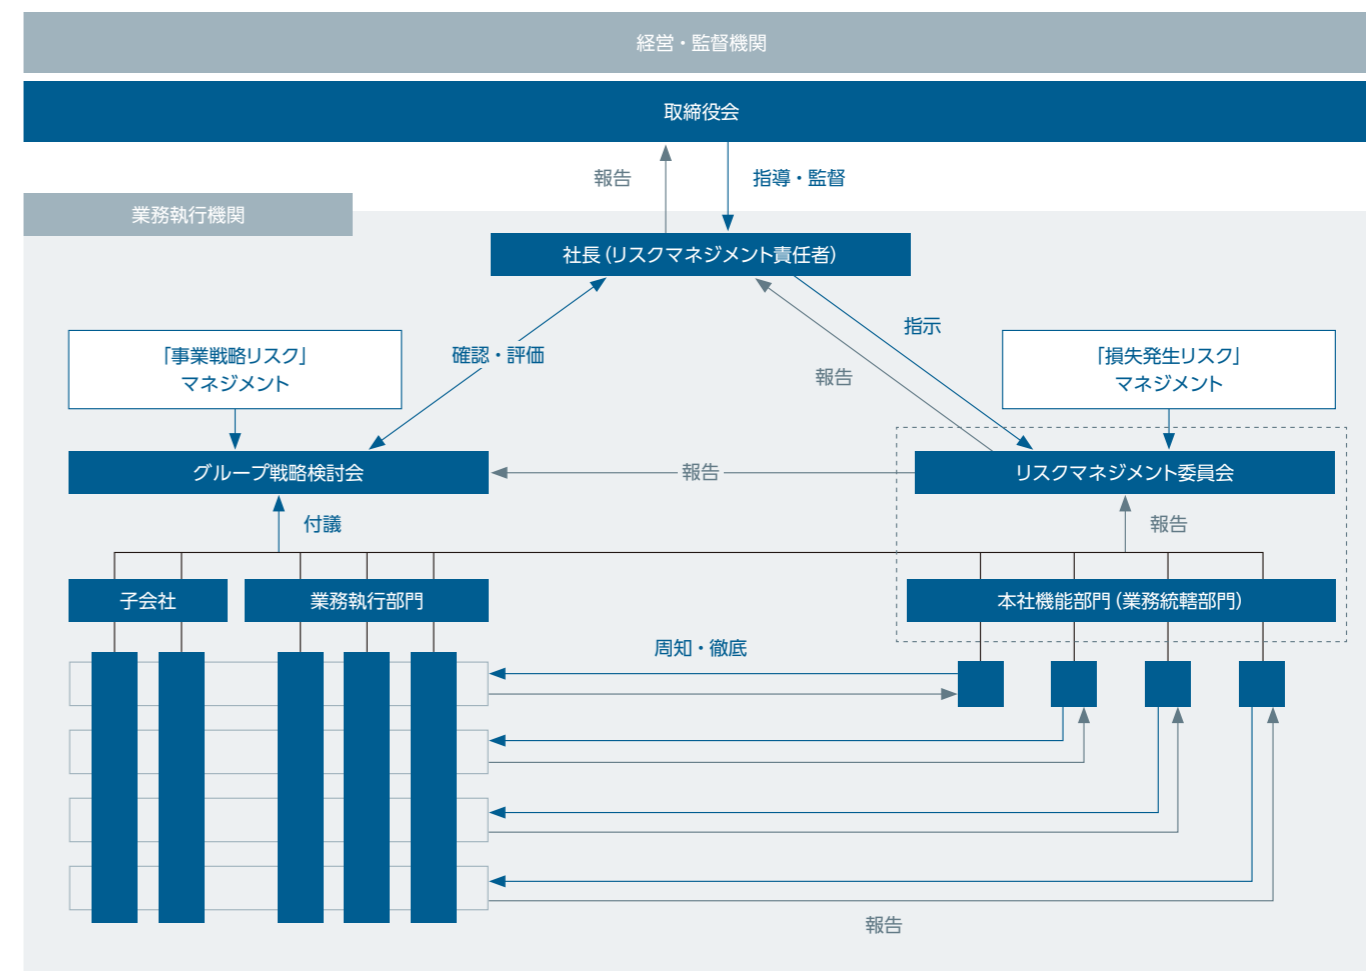 経営・監督機関
取締役会
報告
指導・監督
業務執行機関
社長（リスクマネジメント責任者）
指示
「事業戦略リスク」
マネジメント
確認・評価
報告
「損失発生リスク」
マネジメント
グループ戦略検討会
報告
リスクマネジメント委員会
付議
報告
子会社
業務執行部門
本社機能部門（業務統轄部門）
周知・徹底
報告